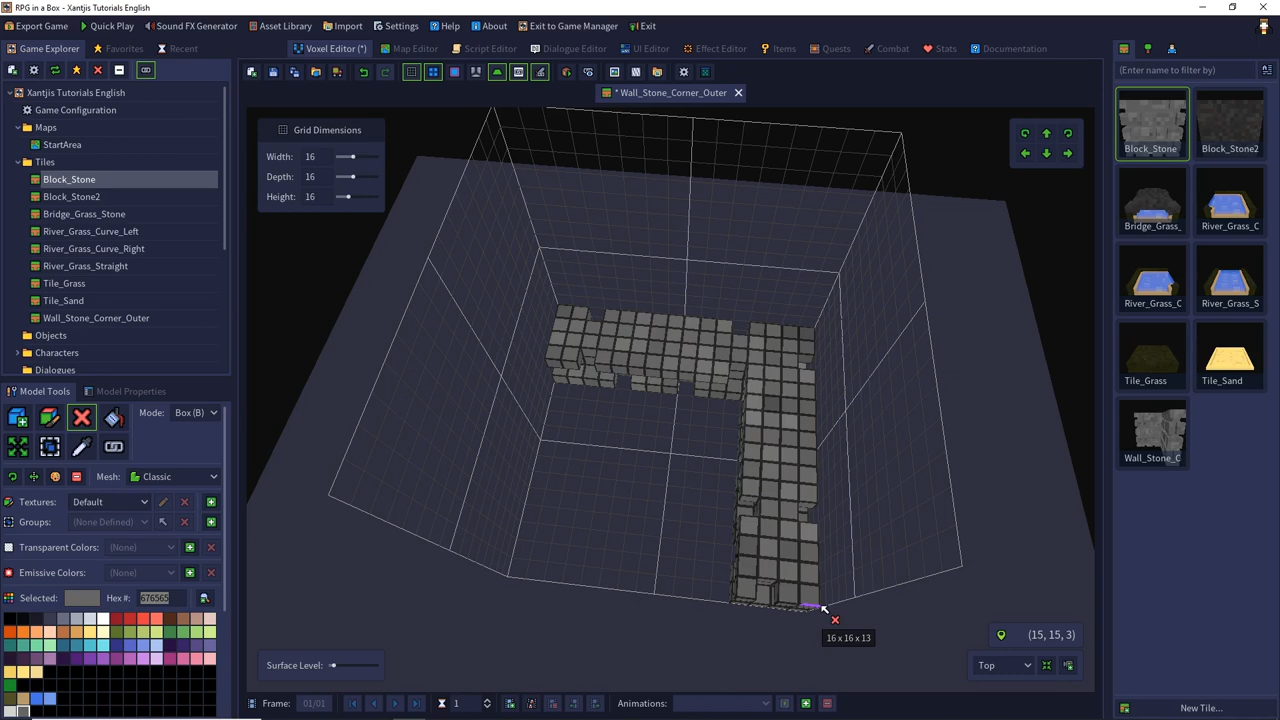 RPG in a Box - Xantjis Tutorials English
Export Game Quick Play Sound FX Generator Asset Library Import Settings Help About Exit to Game Manager Exit
Game Explorer Favorites Recent Voxel Editor (*) Map Editor Script Editor Dialogue Editor UI Editor Effect Editor Items Quests Combat Stats Documentation
(Enter name to filter by)
* Wall_Stone_Corner_Outer
Xantjis Tutorials English
Game Configuration
Maps
StartArea
Tiles
Block_Stone
Block_Stone2
Bridge_Grass_Stone
River_Grass_Curve_Left
River_Grass_Curve_Right
River_Grass_Straight
Tile_Grass
Tile_Sand
Wall_Stone_Corner_Outer
Objects
Characters
Dialogues
Grid Dimensions
Width: 16
Depth: 16
Height: 16
Block_Stone Block_Stone2
Bridge_Grass_ River_Grass_C
River_Grass_C River_Grass_S
Tile_Grass Tile_Sand
Wall_Stone_C
Model Tools Model Properties
Mode: Box (B)
Mesh: Classic
Textures: Default
Groups: (None Defined)
Transparent Colors: (None)
Emissive Colors: (None)
Selected: Hex #: 676565
16 x 16 x 13
(15, 15, 3)
Surface Level:
Top
Frame: 01/01 1 Animations:
New Tile...